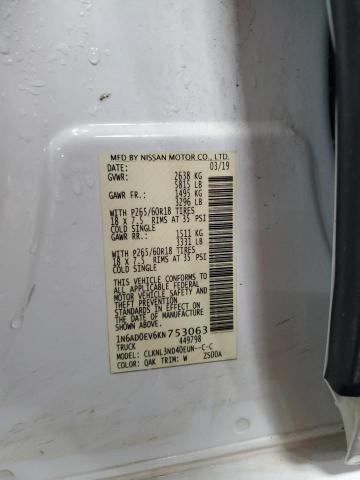 MFD BY NISSAN MOTOR CO., LTD.
DATE: 03/19
GVWR: 2638 KG
5815 LB
GAWR FR.: 1495 KG
3296 LB
WITH P265/60R18 TIRES
18 x 7.5 RIMS AT 35 PSI
COLD SINGLE
GAWR RR.: 1511 KG
3331 LB
WITH P265/60R18 TIRES
18 x 7.5 RIMS AT 35 PSI
COLD SINGLE
THIS VEHICLE CONFORMS TO ALL
APPLICABLE FEDERAL
MOTOR VEHICLE SAFETY AND
THEFT PREVENTION
STANDARDS IN EFFECT ON THE
DATE OF MANUFACTURE
SHOWN ABOVE
1N6AD0EV6KN753063
TRUCK 449798
MODEL: CLKNL3ND40EUN--C-C
COLOR: QAK TRIM: W ZSOOA